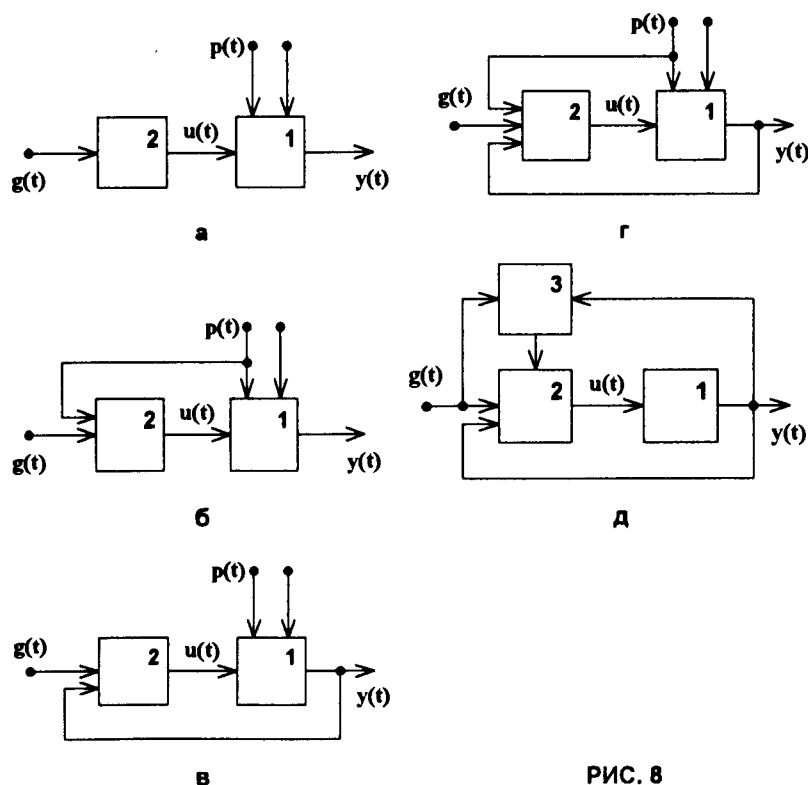 p(t)
2
u(t)
1
g(t)
y(t)
а
p(t)
g(t)
2
u(t)
1
y(t)
г
p(t)
2
u(t)
1
g(t)
y(t)
б
3
g(t)
2
u(t)
1
y(t)
д
p(t)
g(t)
2
u(t)
1
y(t)
в
РИС. 8